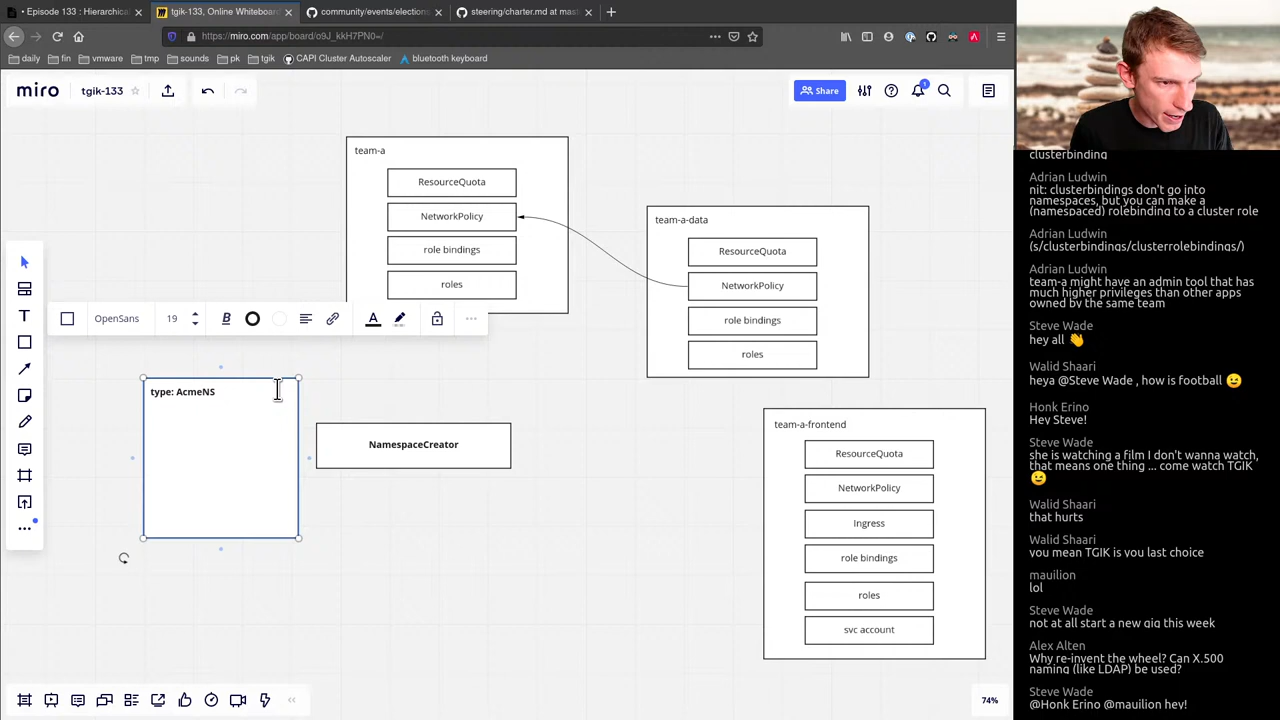 • Episode 133 : Hierarchical
tgik-133, Online Whiteboard
community/events/elections
steering/charter.md at mas
https://miro.com/app/board/o9J_kkH7PN0=/
daily
fin
vmware
tmp
sounds
pk
tgik
CAPI Cluster Autoscaler
bluetooth keyboard
miro
tgik-133
Share
1
team-a
ResourceQuota
NetworkPolicy
role bindings
roles
team-a-data
ResourceQuota
NetworkPolicy
role bindings
roles
T
OpenSans
19
B
A
type: AcmeNS
NamespaceCreator
team-a-frontend
ResourceQuota
NetworkPolicy
Ingress
role bindings
roles
svc account
74%
clusterbinding
Adrian Ludwin
nit: clusterbindings don't go into
namespaces, but you can make a
(namespaced) rolebinding to a cluster role
Adrian Ludwin
(s/clusterbindings/clusterrolebindings/)
Adrian Ludwin
team-a might have an admin tool that has
much higher privileges than other apps
owned by the same team
Steve Wade
hey all 👋
Walid Shaari
heya @Steve Wade , how is football 😉
Honk Erino
Hey Steve!
Steve Wade
she is watching a film I don't wanna watch,
that means one thing ... come watch TGIK
😉
Walid Shaari
that hurts
Walid Shaari
you mean TGIK is you last choice
mauilion
lol
Steve Wade
not at all start a new gig this week
Alex Alten
Why re-invent the wheel? Can X.500
naming (like LDAP) be used?
Steve Wade
@Honk Erino @mauilion hey!